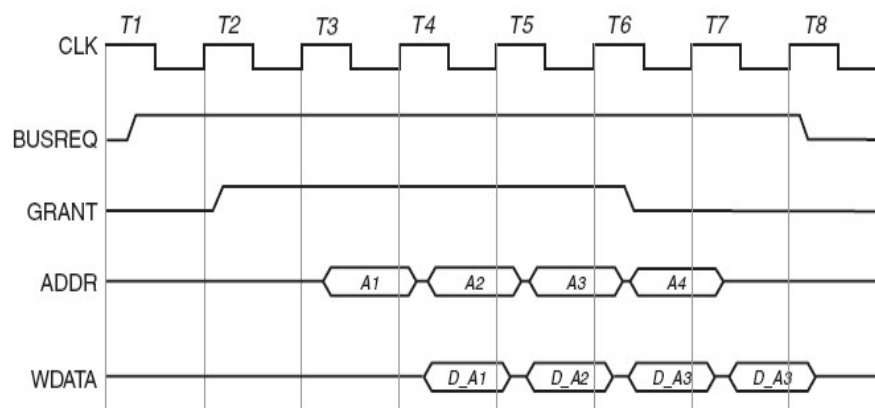 T1 T2 T3 T4 T5 T6 T7 T8
CLK
BUSREQ
GRANT
ADDR A1 A2 A3 A4
WDATA D_A1 D_A2 D_A3 D_A3